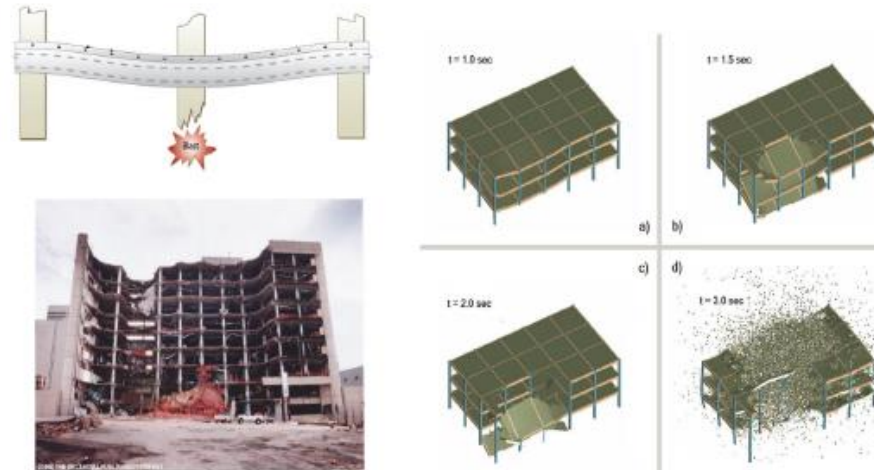 Blast
t = 1.0 sec
t = 1.5 sec
a)
b)
c)
d)
t = 2.0 sec
t = 3.0 sec